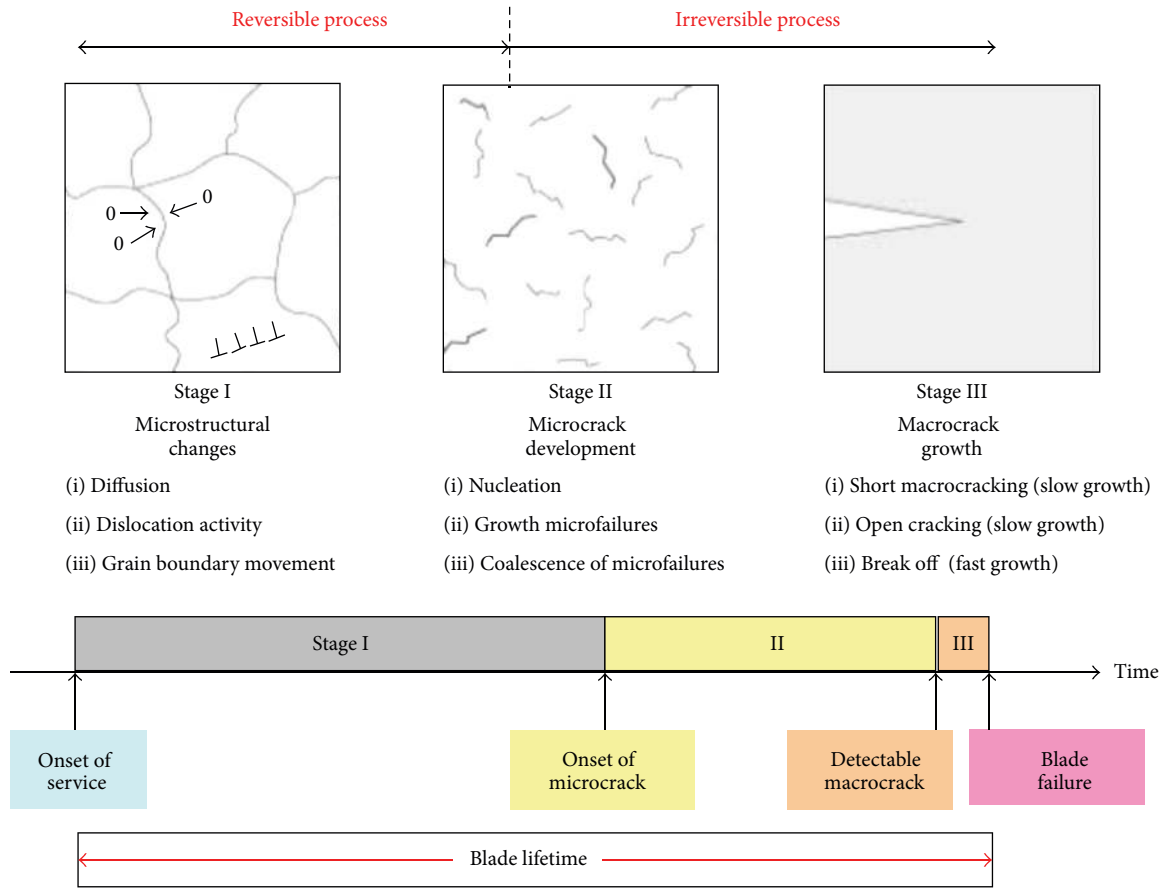 Reversible process
Irreversible process
0
0
0
Stage I
Microstructural
changes
(i) Diffusion
(ii) Dislocation activity
(iii) Grain boundary movement
Stage II
Microcrack
development
(i) Nucleation
(ii) Growth microfailures
(iii) Coalescence of microfailures
Stage III
Macrocrack
growth
(i) Short macrocracking (slow growth)
(ii) Open cracking (slow growth)
(iii) Break off (fast growth)
Stage I
II
III
Time
Onset of
service
Onset of
microcrack
Detectable
macrocrack
Blade
failure
Blade lifetime